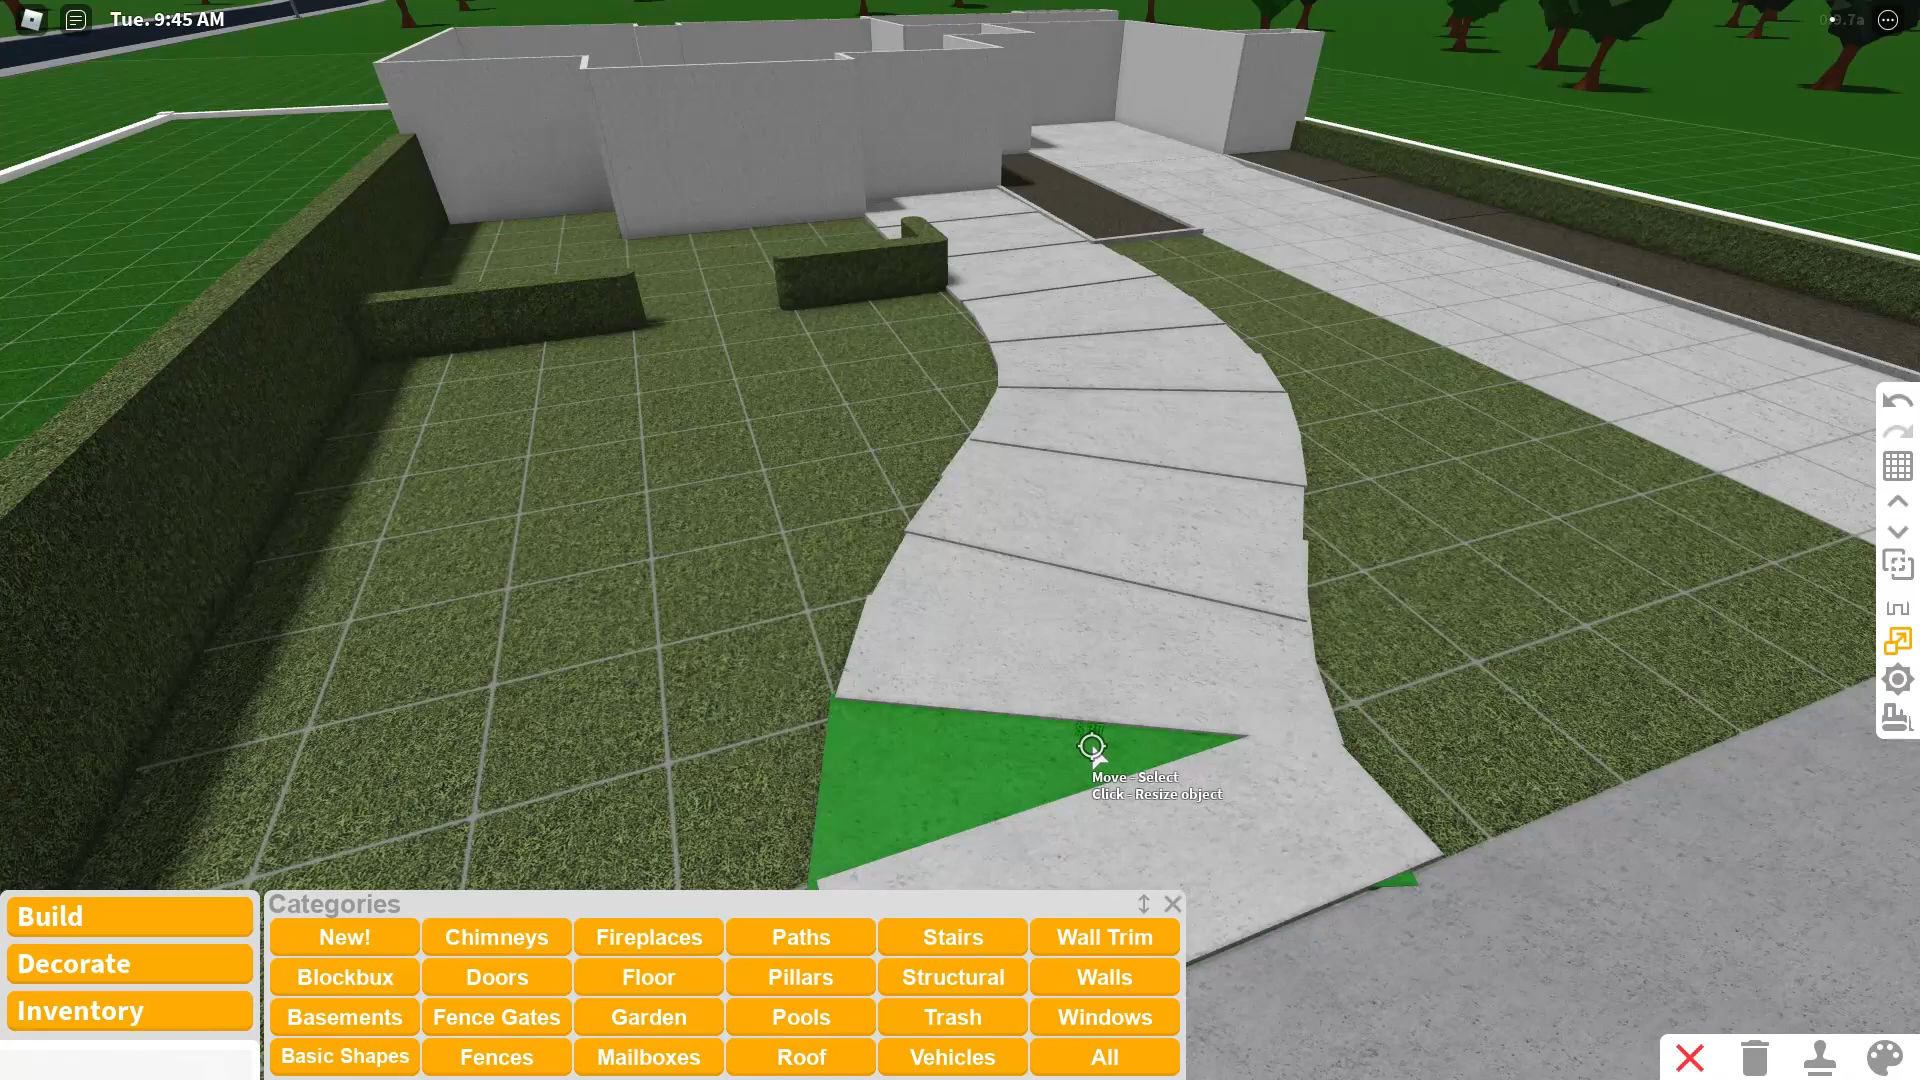 Tue. 9:45 AM
Move - Select
Click - Resize object
Build
Decorate
Inventory
Categories
New! Chimneys Fireplaces Paths Stairs Wall Trim
Blockbux Doors Floor Pillars Structural Walls
Basements Fence Gates Garden Pools Trash Windows
Basic Shapes Fences Mailboxes Roof Vehicles All